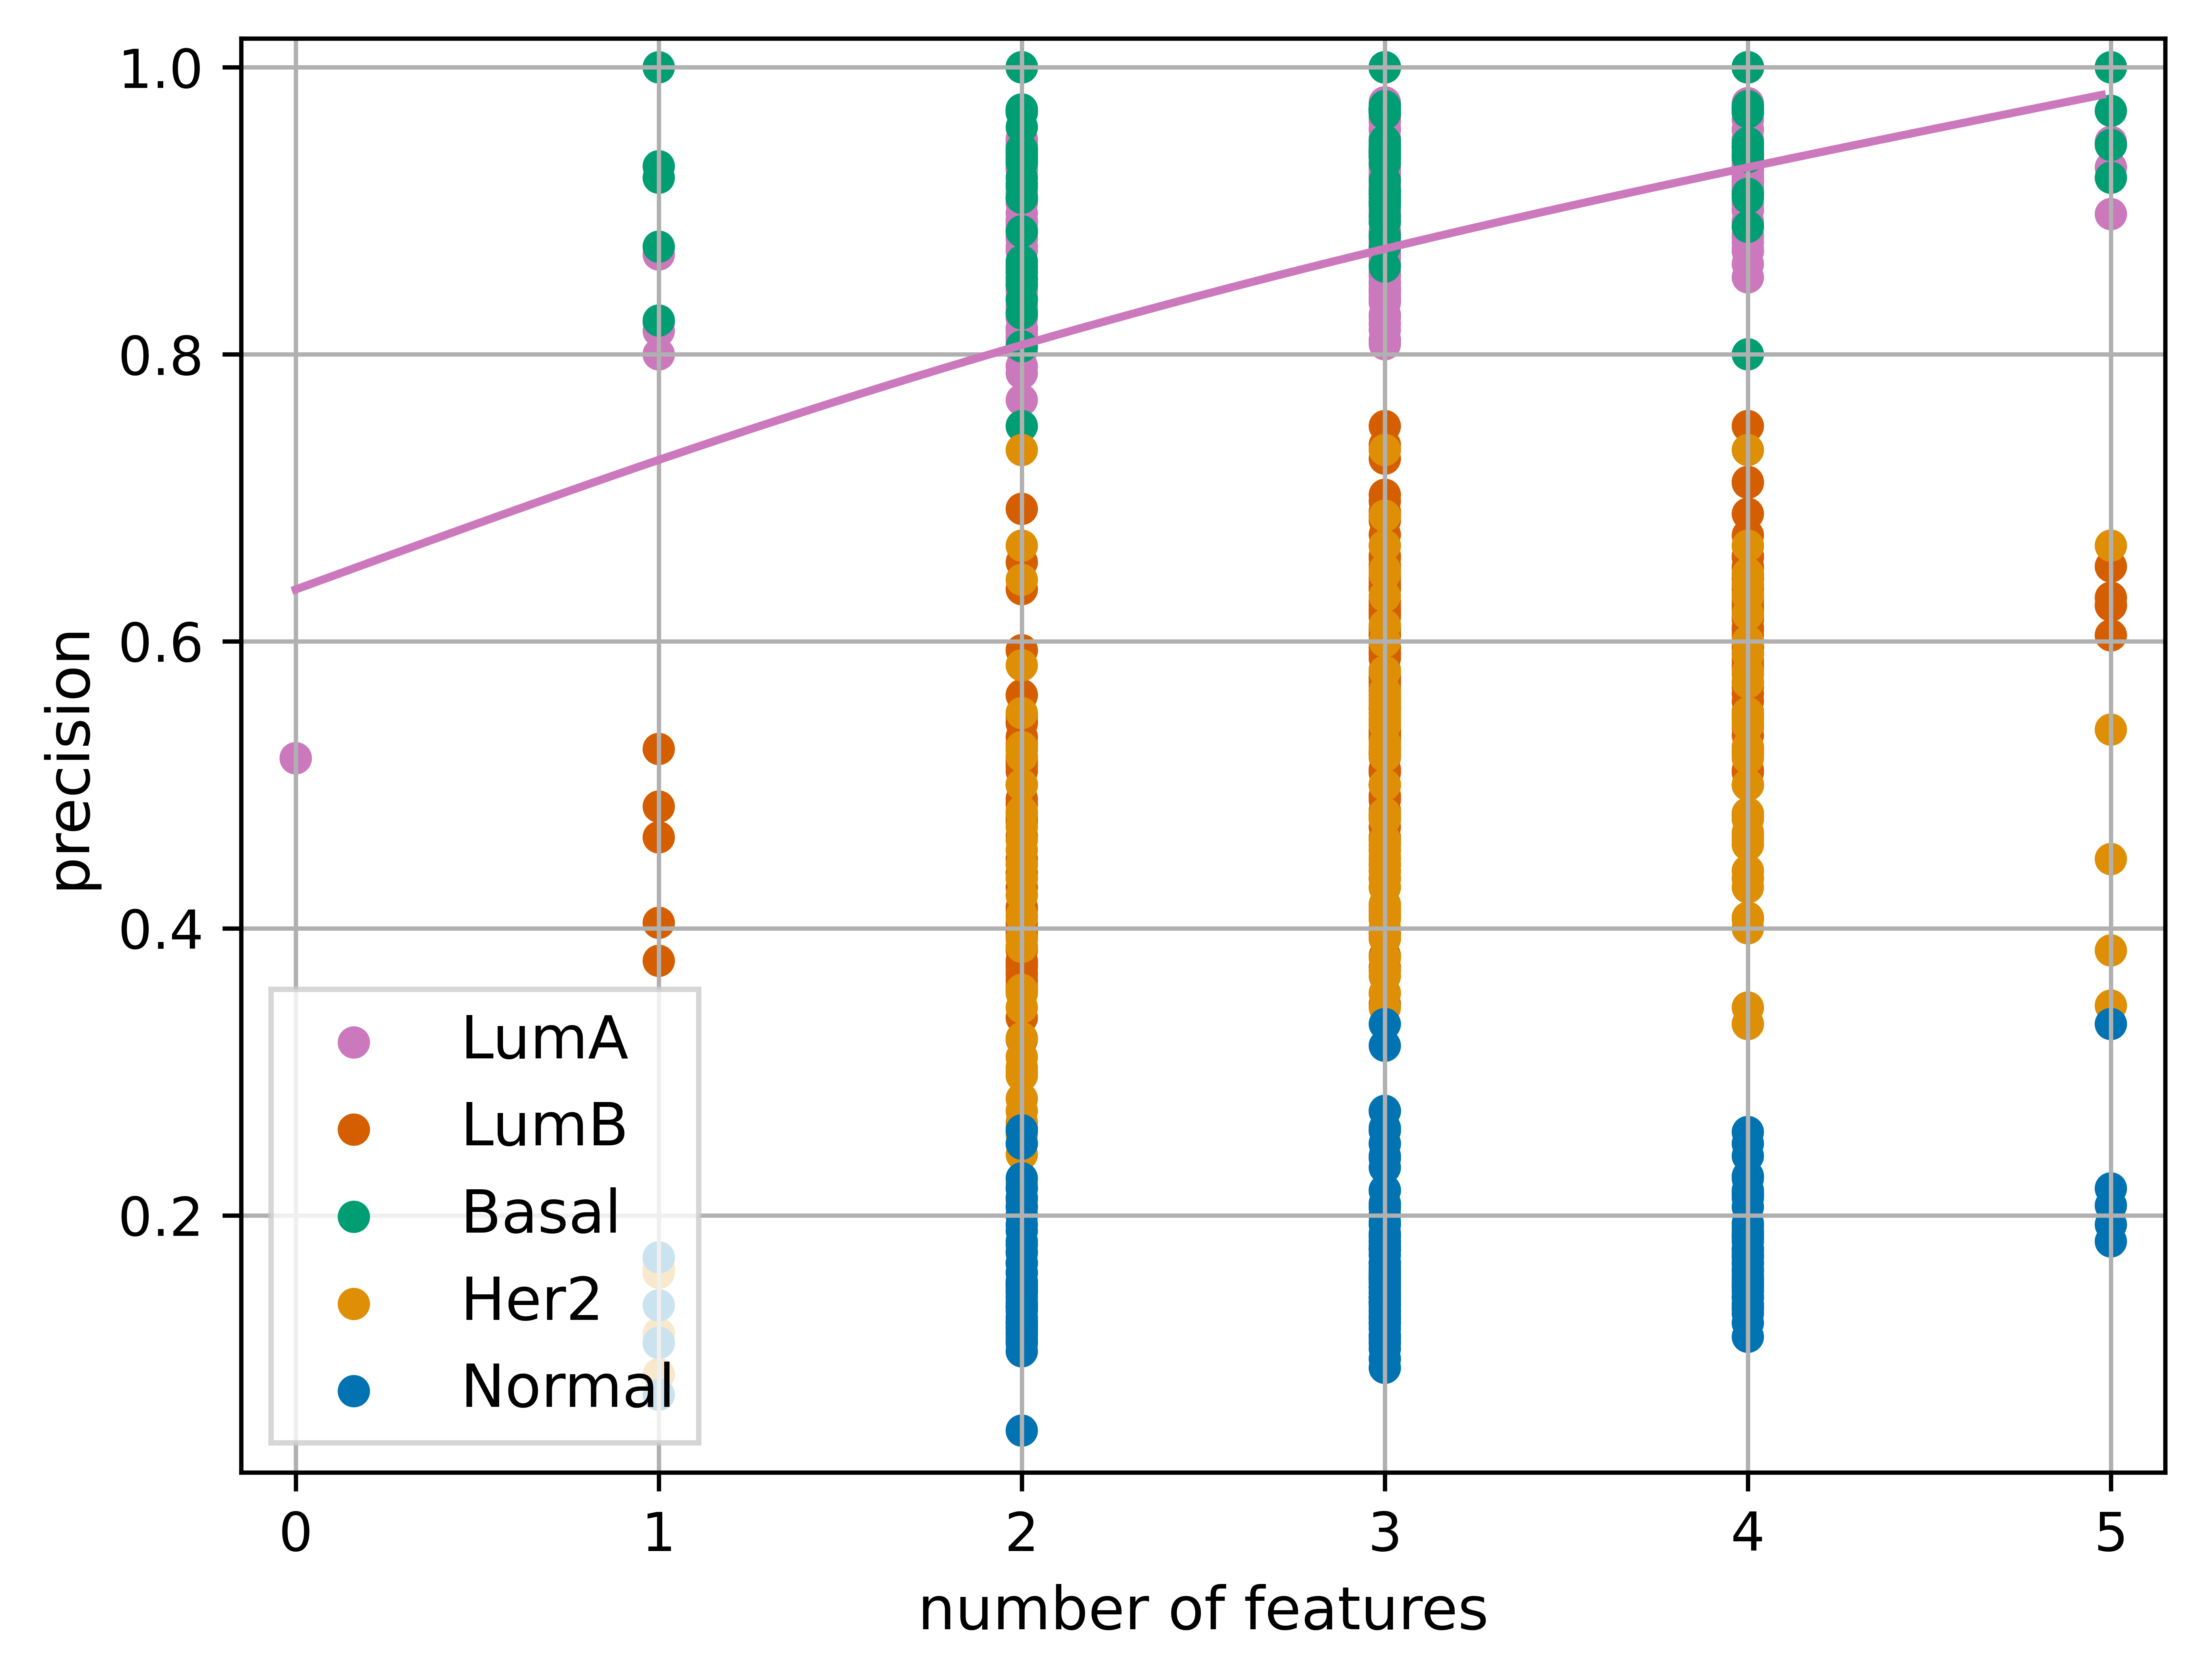 1.0
0.8
0.6
0.4
0.2
precision
LumA
LumB
Basal
Her2
Normal
0 1 2 3 4 5
number of features